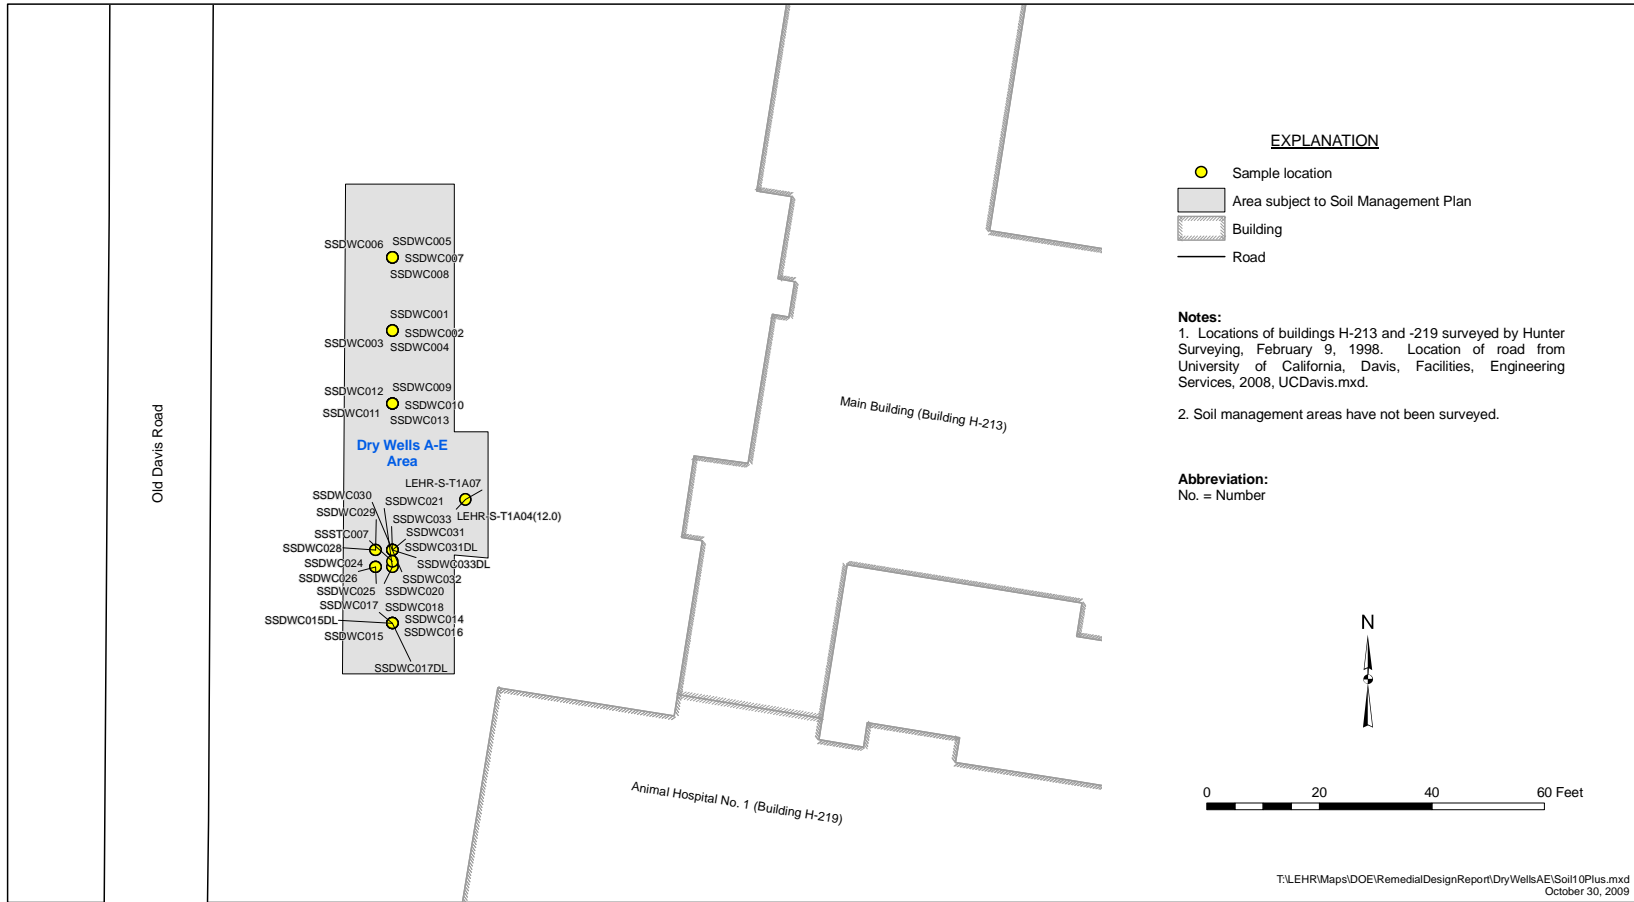 Old Davis Road
SSDWC006
SSDWC005
SSDWC007
SSDWC008
SSDWC001
SSDWC002
SSDWC003
SSDWC004
SSDWC012
SSDWC009
SSDWC010
SSDWC011
SSDWC013
Dry Wells A-E
Area
LEHR-S-T1A07
LEHR-S-T1A04(12.0)
SSDWC030
SSDWC021
SSDWC029
SSDWC033
SSSTC007
SSDWC031
SSDWC028
SSDWC031DL
SSDWC024
SSDWC033DL
SSDWC026
SSDWC032
SSDWC025
SSDWC020
SSDWC017
SSDWC018
SSDWC015DL
SSDWC014
SSDWC015
SSDWC016
SSDWC017DL
Main Building (Building H-213)
Animal Hospital No. 1 (Building H-219)
EXPLANATION
Sample location
Area subject to Soil Management Plan
Building
Road
Notes:
1. Locations of buildings H-213 and -219 surveyed by Hunter
Surveying, February 9, 1998. Location of road from
University of California, Davis, Facilities, Engineering
Services, 2008, UCDavis.mxd.
2. Soil management areas have not been surveyed.
Abbreviation:
No. = Number
N
0 20 40 60 Feet
T:\LEHR\Maps\DOE\RemedialDesignReport\DryWellsAE\Soil10Plus.mxd
October 30, 2009